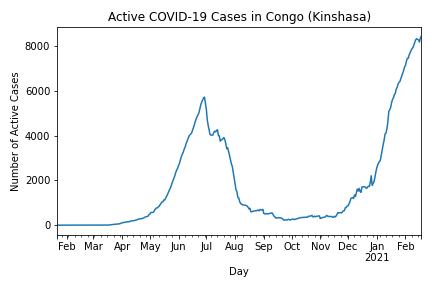 Active COVID-19 Cases in Congo (Kinshasa)
Number of Active Cases
8000
6000
4000
2000
0
Feb Mar Apr May Jun Jul Aug Sep Oct Nov Dec Jan Feb
2021
Day